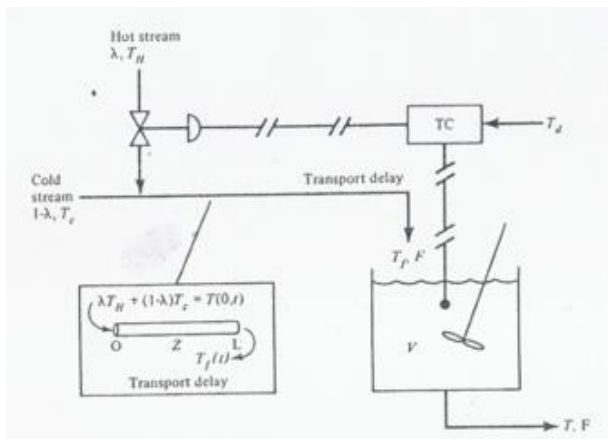 Hot stream
λ, T_H
TC
T_d
Cold
stream
1-λ, T_c
Transport delay
T_f, F
λT_H + (1-λ)T_c = T(0,t)
O Z L
T_f(t)
Transport delay
V
T, F